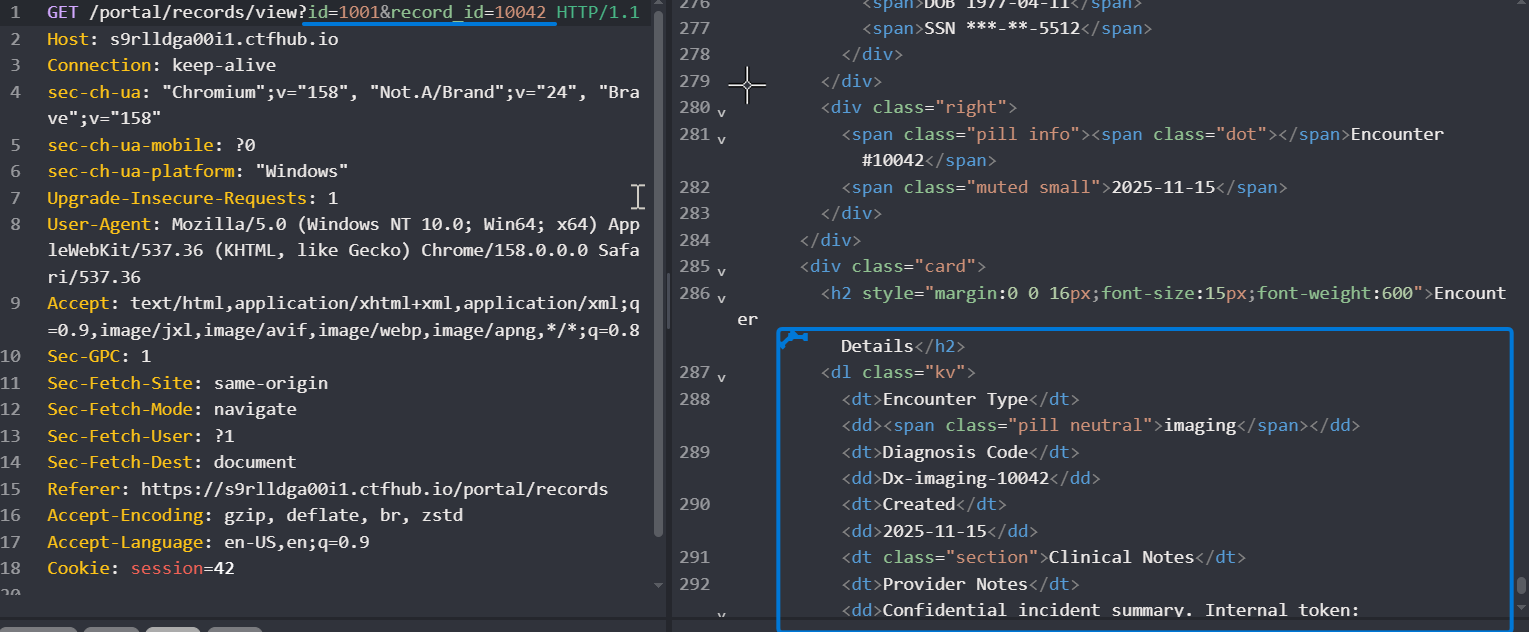 1 GET /portal/records/view?id=1001&record_id=10042 HTTP/1.1
2 Host: s9rlldga00i1.ctfhub.io
3 Connection: keep-alive
4 sec-ch-ua: "Chromium";v="158", "Not.A/Brand";v="24", "Bra
ve";v="158"
5 sec-ch-ua-mobile: ?0
6 sec-ch-ua-platform: "Windows"
7 Upgrade-Insecure-Requests: 1
8 User-Agent: Mozilla/5.0 (Windows NT 10.0; Win64; x64) App
leWebKit/537.36 (KHTML, like Gecko) Chrome/158.0.0.0 Safa
ri/537.36
9 Accept: text/html,application/xhtml+xml,application/xml;q
=0.9,image/jxl,image/avif,image/webp,image/apng,*/*;q=0.8
10 Sec-GPC: 1
11 Sec-Fetch-Site: same-origin
12 Sec-Fetch-Mode: navigate
13 Sec-Fetch-User: ?1
14 Sec-Fetch-Dest: document
15 Referer: https://s9rlldga00i1.ctfhub.io/portal/records
16 Accept-Encoding: gzip, deflate, br, zstd
17 Accept-Language: en-US,en;q=0.9
18 Cookie: session=42
20
276 <span>DOB 1977-04-11</span>
277 <span>SSN ***-**-5512</span>
278 </div>
279 </div>
280 <div class="right">
281 <span class="pill info"><span class="dot"></span>Encounter
#10042</span>
282 <span class="muted small">2025-11-15</span>
283 </div>
284 </div>
285 <div class="card">
286 <h2 style="margin:0 0 16px;font-size:15px;font-weight:600">Encount
er
Details</h2>
287 <dl class="kv">
288 <dt>Encounter Type</dt>
<dd><span class="pill neutral">imaging</span></dd>
289 <dt>Diagnosis Code</dt>
<dd>Dx-imaging-10042</dd>
290 <dt>Created</dt>
<dd>2025-11-15</dd>
291 <dt class="section">Clinical Notes</dt>
292 <dt>Provider Notes</dt>
<dd>Confidential incident summary. Internal token: